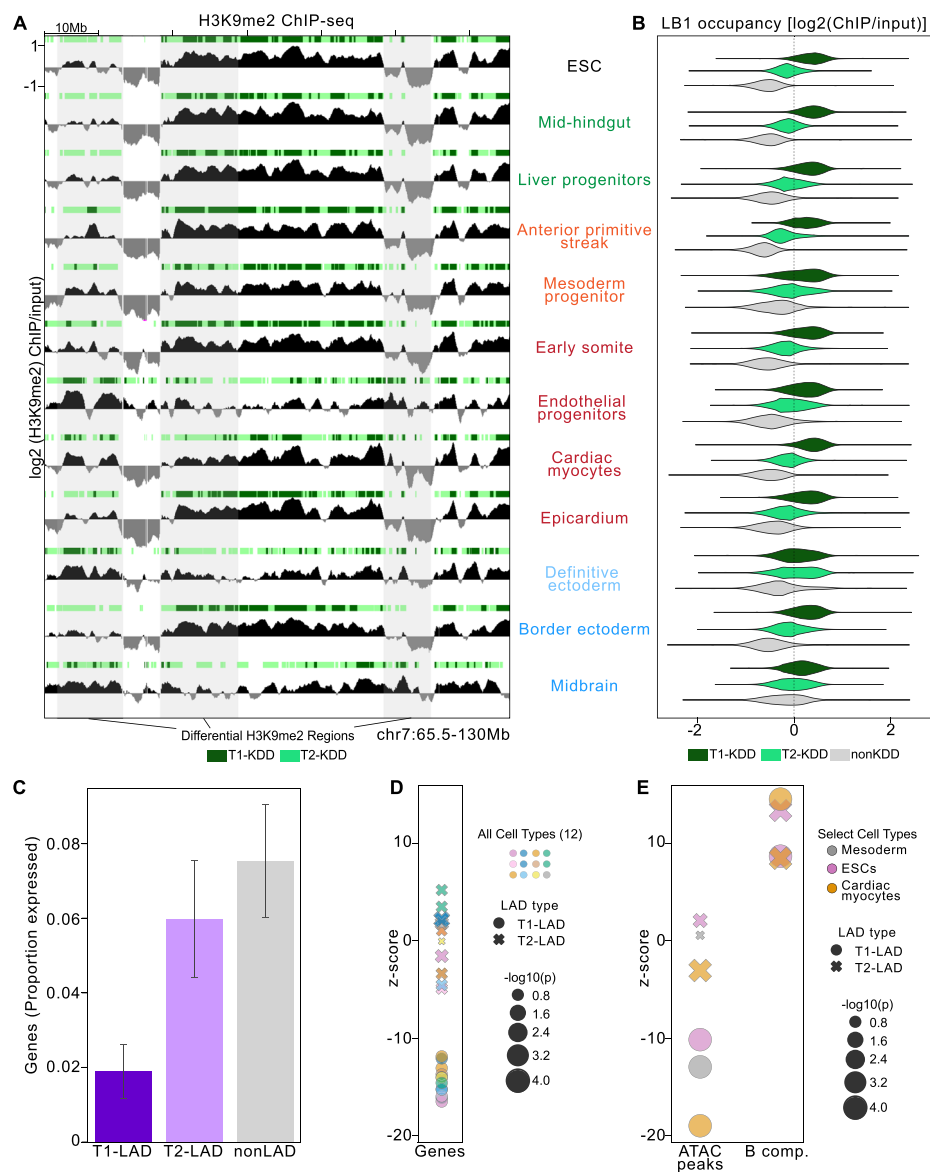 A
H3K9me2 ChIP-seq
10Mb
1
-1
log2 (H3K9me2) ChIP/input)
Differential H3K9me2 Regions
chr7:65.5-130Mb
T1-KDD
T2-KDD
ESC
Mid-hindgut
Liver progenitors
Anterior primitive
streak
Mesoderm
progenitor
Early somite
Endothelial
progenitors
Cardiac
myocytes
Epicardium
Definitive
ectoderm
Border ectoderm
Midbrain
B
LB1 occupancy [log2(ChIP/input)]
-2
0
2
T1-KDD
T2-KDD
nonKDD
C
Genes (Proportion expressed)
0.08
0.06
0.04
0.02
0
T1-LAD
T2-LAD
nonLAD
D
z-score
10
0
-10
-20
Genes
All Cell Types (12)
LAD type
T1-LAD
T2-LAD
-log10(p)
0.8
1.6
2.4
3.2
4.0
E
z-score
10
0
-10
-20
ATAC
peaks
B comp.
Select Cell Types
Mesoderm
ESCs
Cardiac
myocytes
LAD type
T1-LAD
T2-LAD
-log10(p)
0.8
1.6
2.4
3.2
4.0